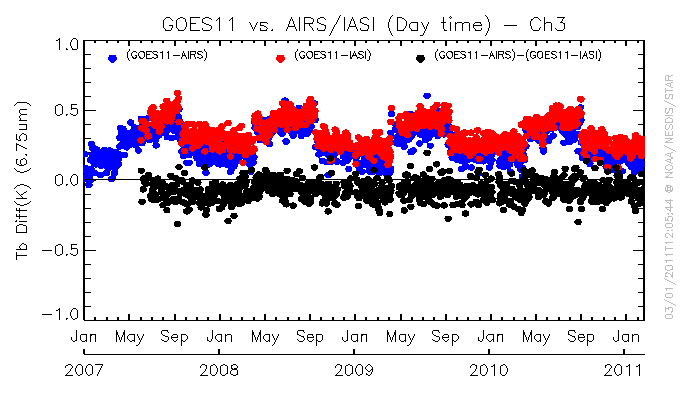 GOES11 vs. AIRS/IASI (Day time) – Ch3
(GOES11–AIRS) (GOES11–IASI) (GOES11–AIRS)–(GOES11–IASI)
1.0
0.5
0.0
−0.5
−1.0
Tb Diff(K) (6.75um)
Jan May Sep Jan May Sep Jan May Sep Jan May Sep Jan
2007 2008 2009 2010 2011
03/01/2011T12:05:44 @ NOAA/NESDIS/STAR